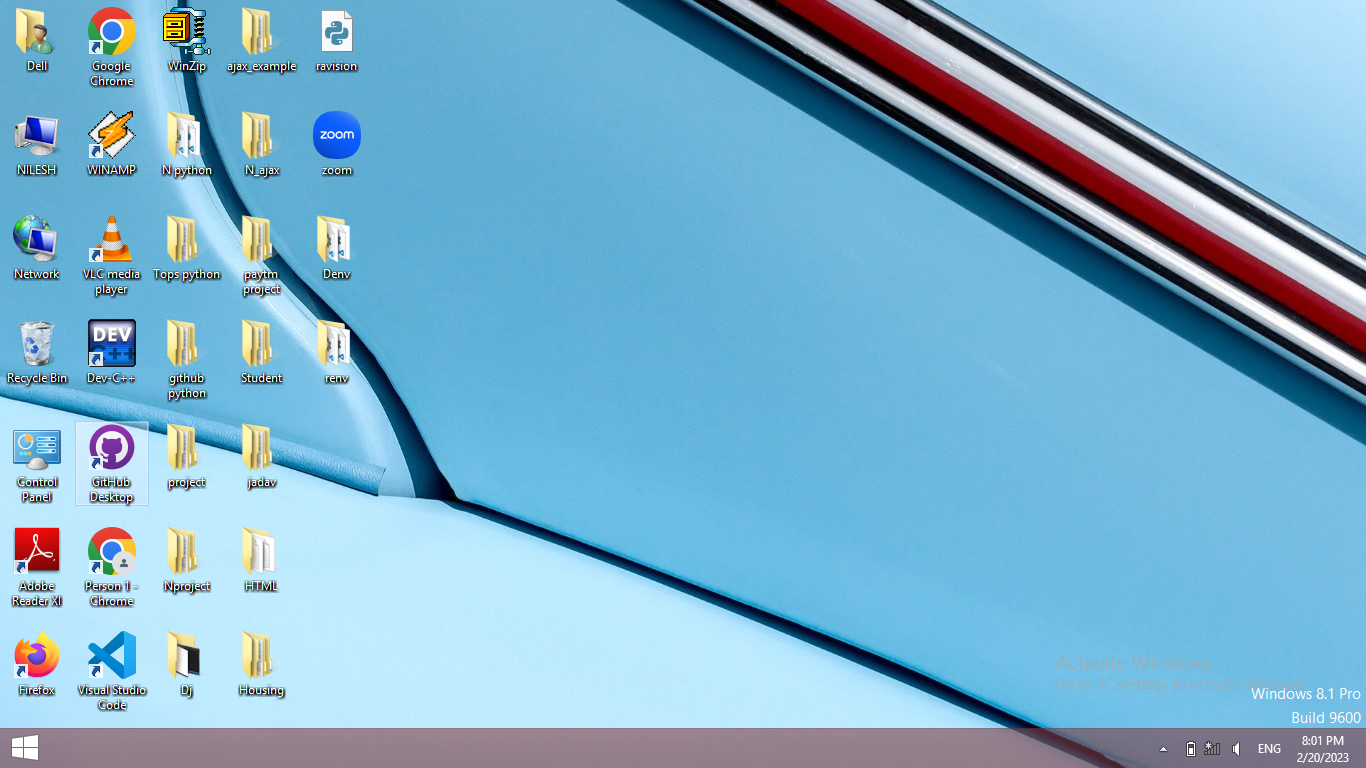 Dell
Google
Chrome
WinZip
ajax_example
ravision
NILESH
WINAMP
N python
N_ajax
zoom
zoom
Network
VLC media
player
Tops python
paytm
project
Denv
DEV
C++
Recycle Bin
Dev-C++
github
python
Student
renv
Control
Panel
GitHub
Desktop
project
jadav
Adobe
Reader XI
Person 1 -
Chrome
Nproject
HTML
Firefox
Visual Studio
Code
Dj
Housing
Activate Windows
Go to PC settings to activate Windows.
Windows 8.1 Pro
Build 9600
ENG
8:01 PM
2/20/2023